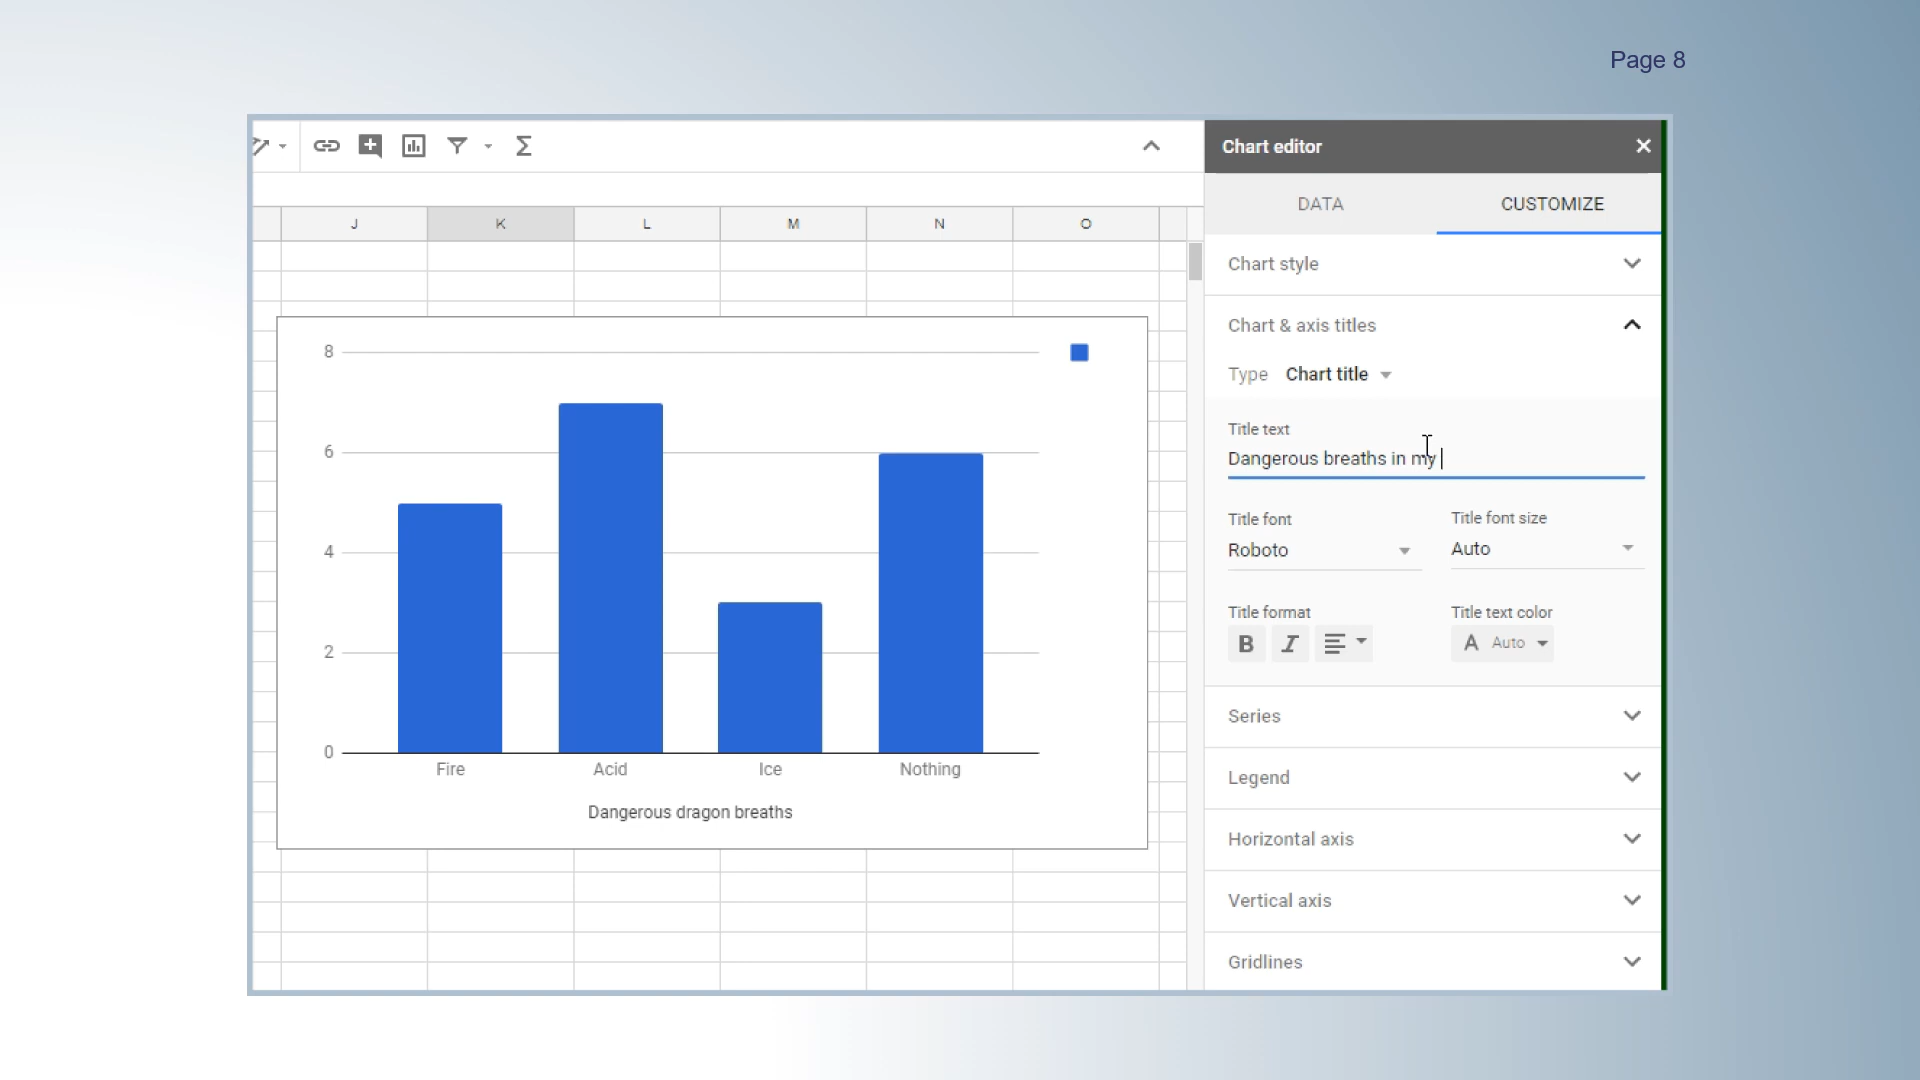 Page 8
Chart editor
DATA CUSTOMIZE
J K L M N O
Chart style
Chart & axis titles
Type Chart title
Title text
Dangerous breaths in my
Title font Title font size
Roboto Auto
Title format Title text color
B I A Auto
Series
Legend
Horizontal axis
Vertical axis
Gridlines
8
6
4
2
0
Fire Acid Ice Nothing
Dangerous dragon breaths